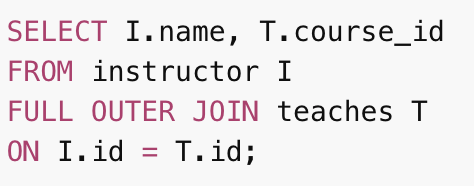 SELECT I.name, T.course_id
FROM instructor I
FULL OUTER JOIN teaches T
ON I.id = T.id;